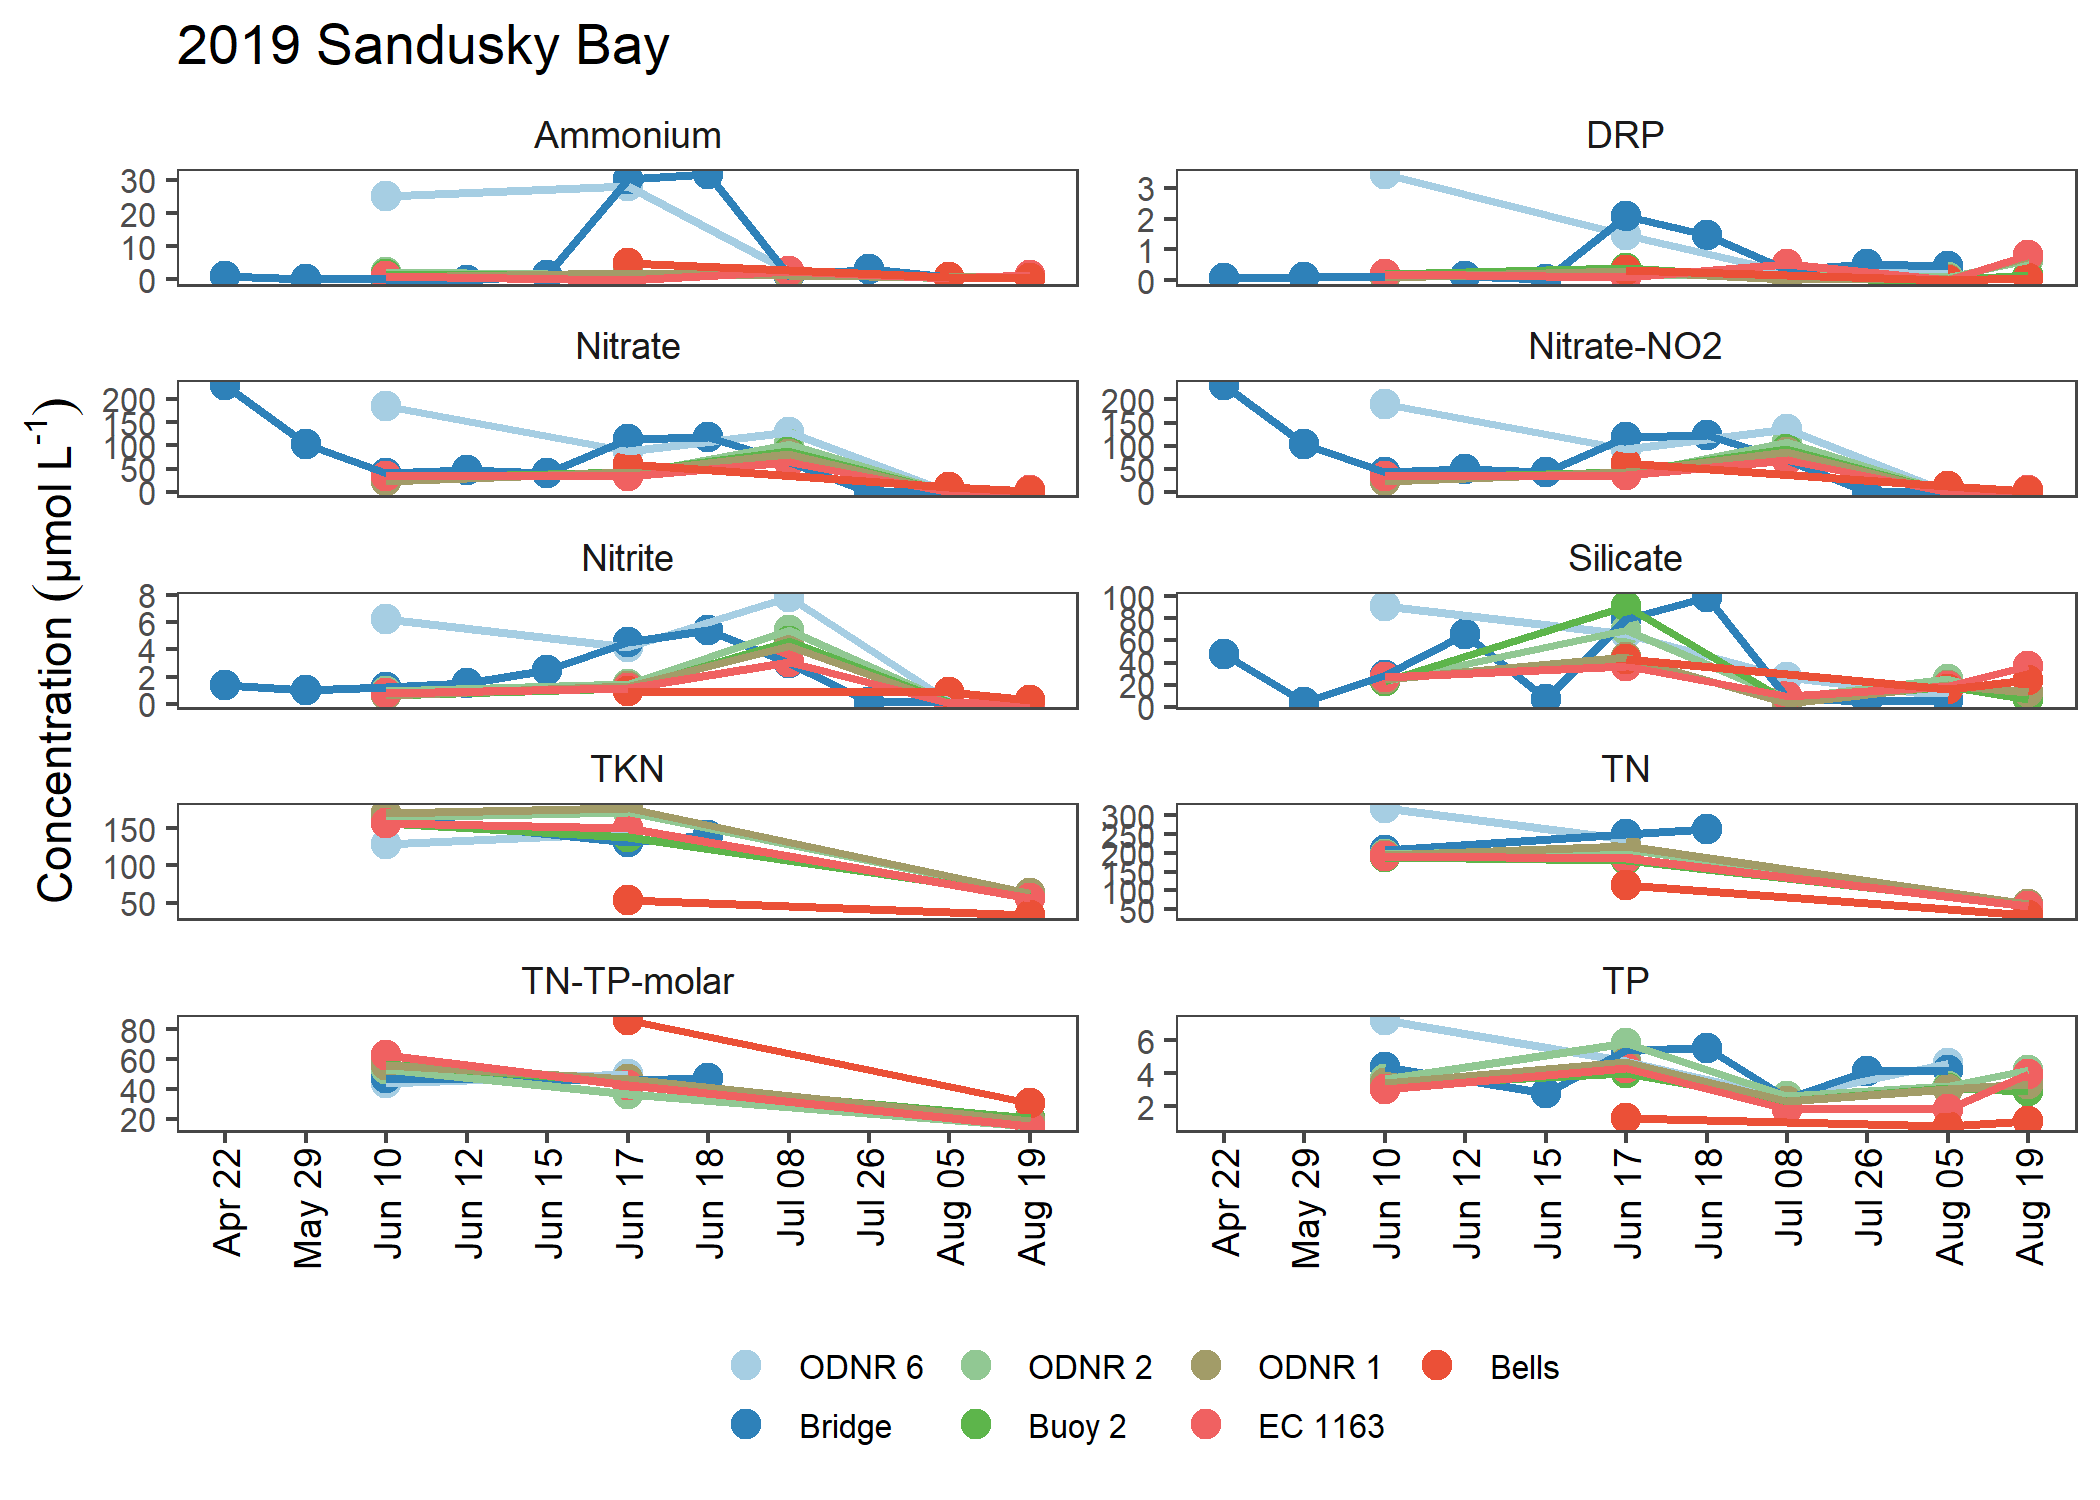 2019 Sandusky Bay
Ammonium
DRP
30
20
10
0
3
2
1
0
Nitrate
Nitrate-NO2
200
150
100
50
0
200
150
100
50
0
Concentration (µmol L⁻¹)
Nitrite
Silicate
8
6
4
2
0
100
80
60
40
20
0
TKN
TN
150
100
50
300
250
200
150
100
50
TN-TP-molar
TP
80
60
40
20
6
4
2
Apr 22
May 29
Jun 10
Jun 12
Jun 15
Jun 17
Jun 18
Jul 08
Jul 26
Aug 05
Aug 19
Apr 22
May 29
Jun 10
Jun 12
Jun 15
Jun 17
Jun 18
Jul 08
Jul 26
Aug 05
Aug 19
ODNR 6 ODNR 2 ODNR 1 Bells
Bridge Buoy 2 EC 1163